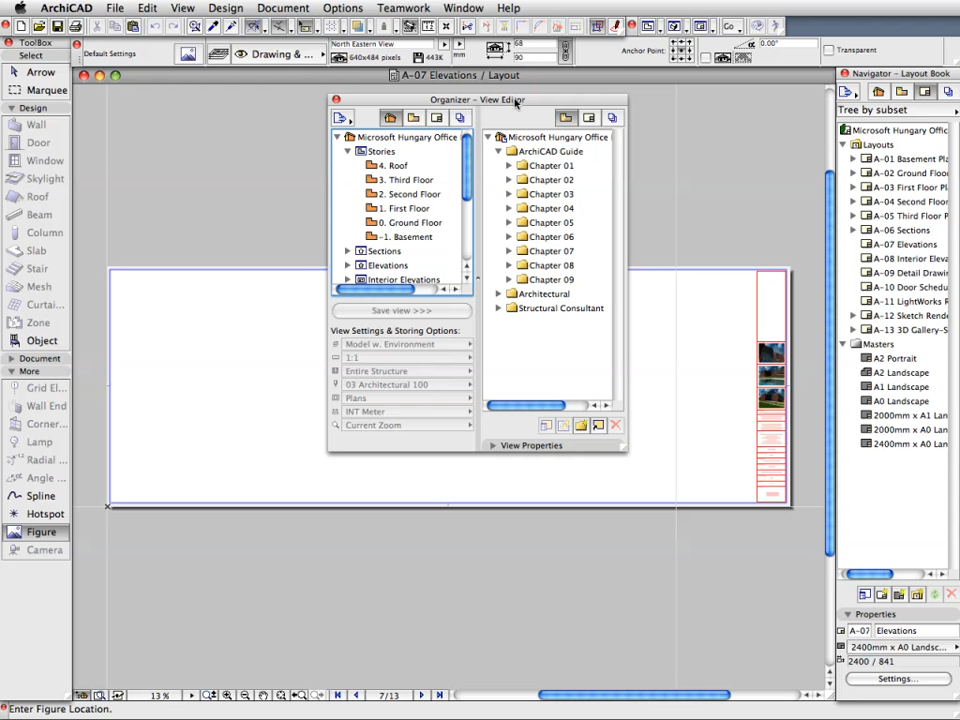 ArchiCAD File Edit View Design Document Options Teamwork Window Help
Go...
ToolBox
Select
Arrow
Marquee
Design
Wall
Door
Window
Skylight
Roof
Beam
Column
Slab
Stair
Mesh
Curtai...
Zone
Object
Document
More
Grid El...
Wall End
Corner...
Lamp
Radial ...
Angle ...
Spline
Hotspot
Figure
Camera
Default Settings
Drawing & ...
North Eastern View
640x484 pixels
443K
68
90
Anchor Point:
0.00°
Transparent
A-07 Elevations / Layout
Organizer - View Editor
Microsoft Hungary Office
Stories
4. Roof
3. Third Floor
2. Second Floor
1. First Floor
0. Ground Floor
-1. Basement
Sections
Elevations
Interior Elevations
Save view >>>
View Settings & Storing Options:
Model w. Environment
1:1
Entire Structure
03 Architectural 100
Plans
INT Meter
Current Zoom
Microsoft Hungary Office
ArchiCAD Guide
Chapter 01
Chapter 02
Chapter 03
Chapter 04
Chapter 05
Chapter 06
Chapter 07
Chapter 08
Chapter 09
Architectural
Structural Consultant
View Properties
Navigator - Layout Book
Tree by subset
Microsoft Hungary Offic
Layouts
A-01 Basement Pla
A-02 Ground Floo
A-03 First Floor Pla
A-04 Second Floor
A-05 Third Floor P
A-06 Sections
A-07 Elevations
A-08 Interior Eleva
A-09 Detail Drawin
A-10 Door Schedu
A-11 LightWorks R
A-12 Sketch Rende
A-13 3D Gallery-S
Masters
A2 Portrait
A2 Landscape
A1 Landscape
A0 Landscape
2000mm x A1 Lan
2000mm x A0 Lan
2400mm x A0 Lan
Properties
A-07 Elevations
2400mm x A0 Landsc...
2400 / 841
Settings...
13 %
7/13
Enter Figure Location.